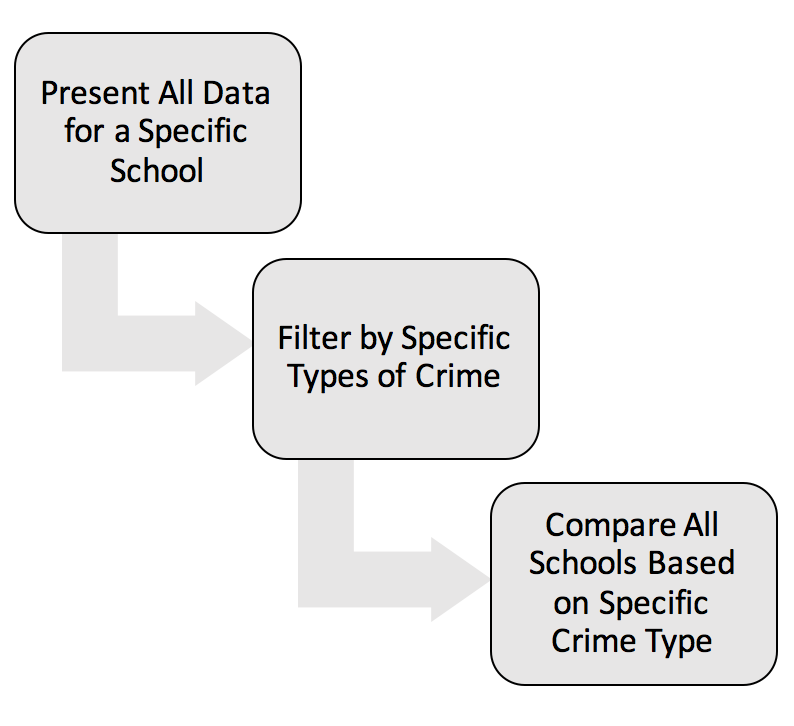 Present All Data
for a Specific
School
Filter by Specific
Types of Crime
Compare All
Schools Based
on Specific
Crime Type